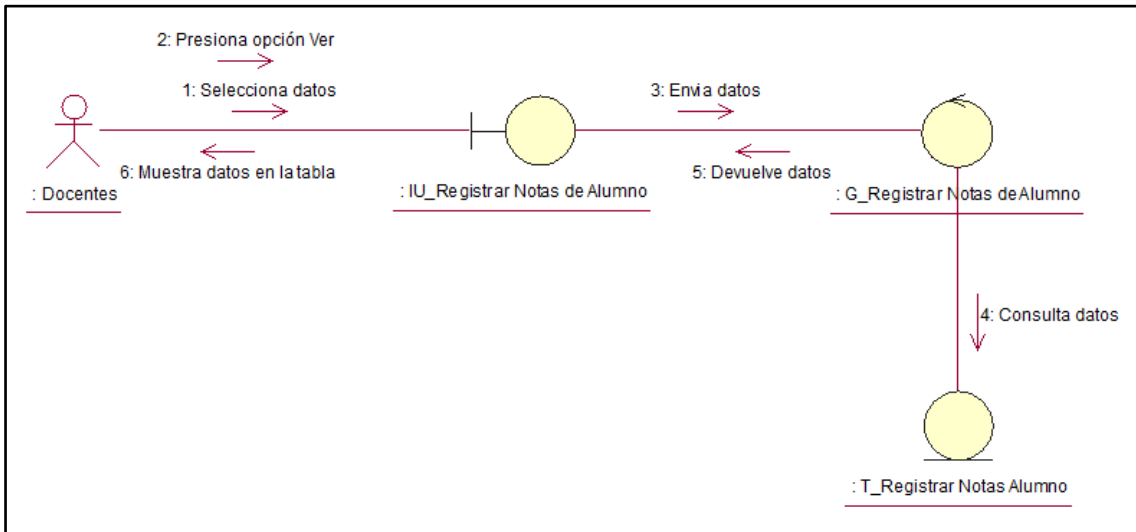 2: Presiona opción Ver
1: Selecciona datos
3: Envia datos
6: Muestra datos en la tabla
5: Devuelve datos
: Docentes
: IU_Registrar Notas de Alumno
: G_Registrar Notas de Alumno
4: Consulta datos
: T_Registrar Notas Alumno